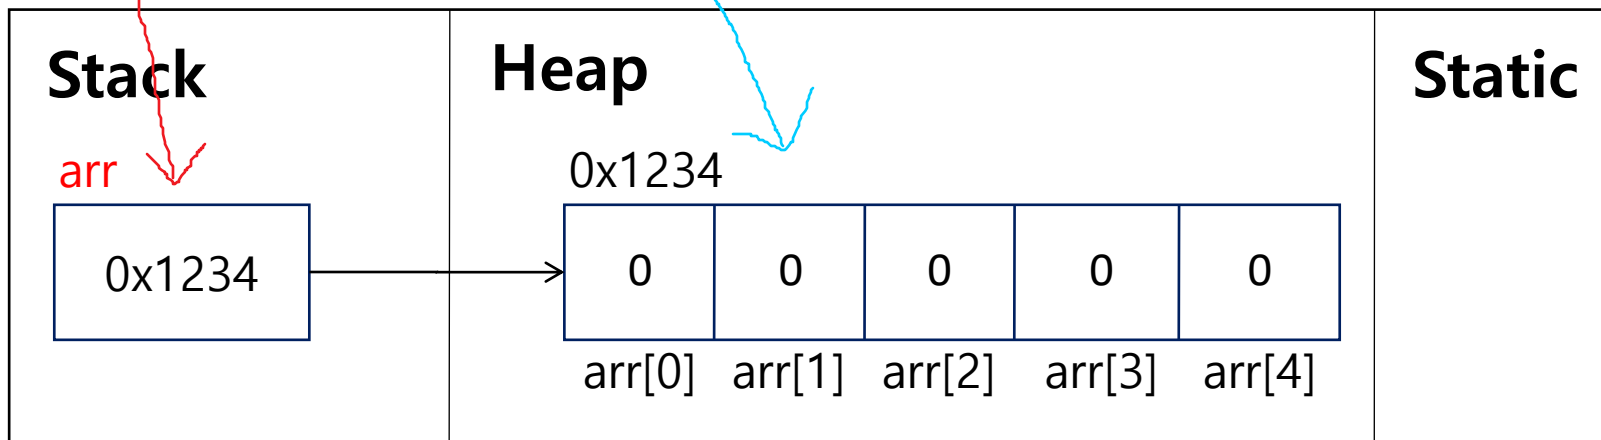 Stack
Heap
Static
arr
0x1234
0x1234
0 0 0 0 0
arr[0] arr[1] arr[2] arr[3] arr[4]